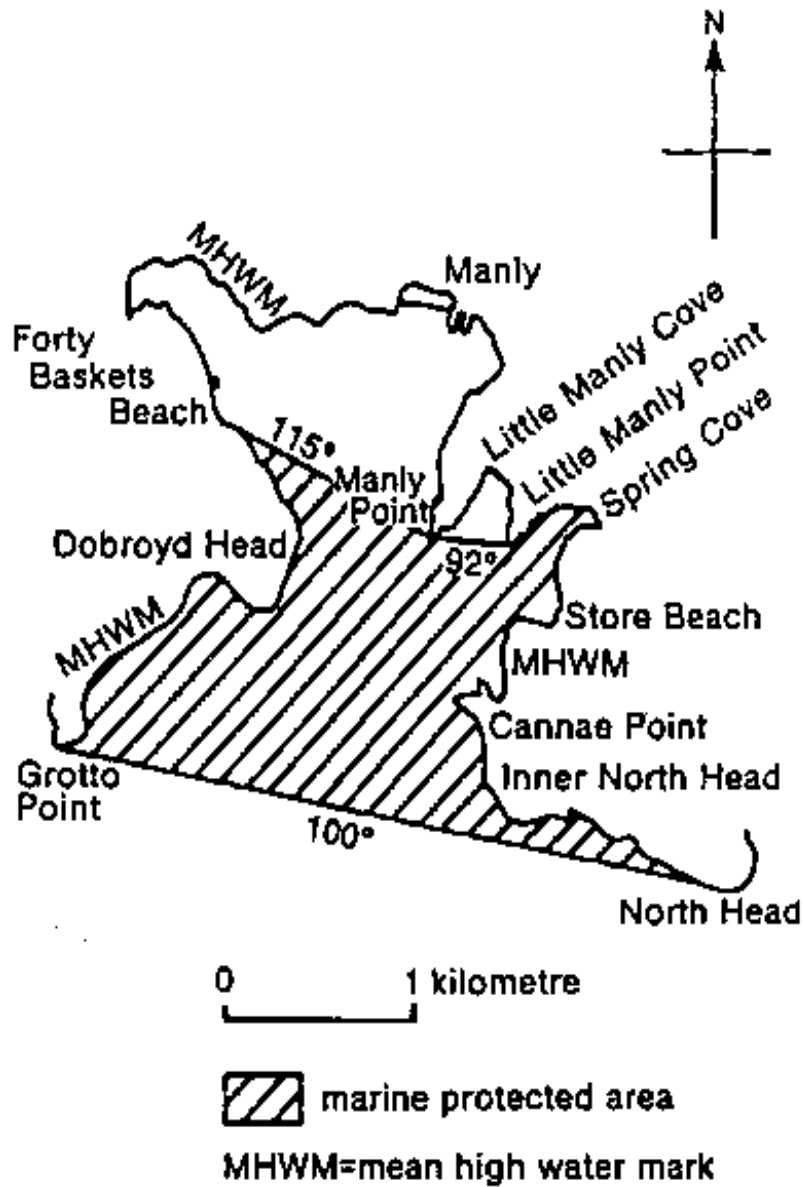 N
MHWM
Manly
Forty
Baskets
Beach
115°
Little Manly Cove
Little Manly Point
Spring Cove
Manly
Point
Dobroyd Head
92°
MHWM
Store Beach
MHWM
Cannae Point
Grotto
Point
Inner North Head
100°
North Head
0 1 kilometre
marine protected area
MHWM=mean high water mark